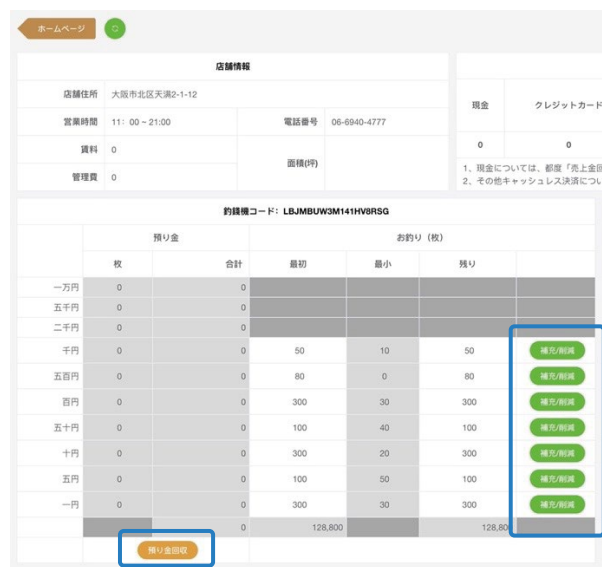 ホームページ
店舗情報
店舗住所 大阪市北区天満2-1-12
営業時間 11：00 ~ 21:00 電話番号 06-6940-4777
賃料 0 面積(坪)
管理費 0
現金 クレジットカード
0 0
1、現金については、都度「売上金回
2、その他キャッシュレス決済につい
釣銭機コード: LBJMBUW3M141HV8RSG
預り金 お釣り（枚）
枚 合計 最初 最小 残り
一万円 0 0
五千円 0 0
二千円 0 0
千円 0 0 50 10 50 補充/削減
五百円 0 0 80 0 80 補充/削減
百円 0 0 300 30 300 補充/削減
五十円 0 0 100 40 100 補充/削減
十円 0 0 300 20 300 補充/削減
五円 0 0 100 50 100 補充/削減
一円 0 0 300 30 300 補充/削減
0 128,800 128,80
預り金回収